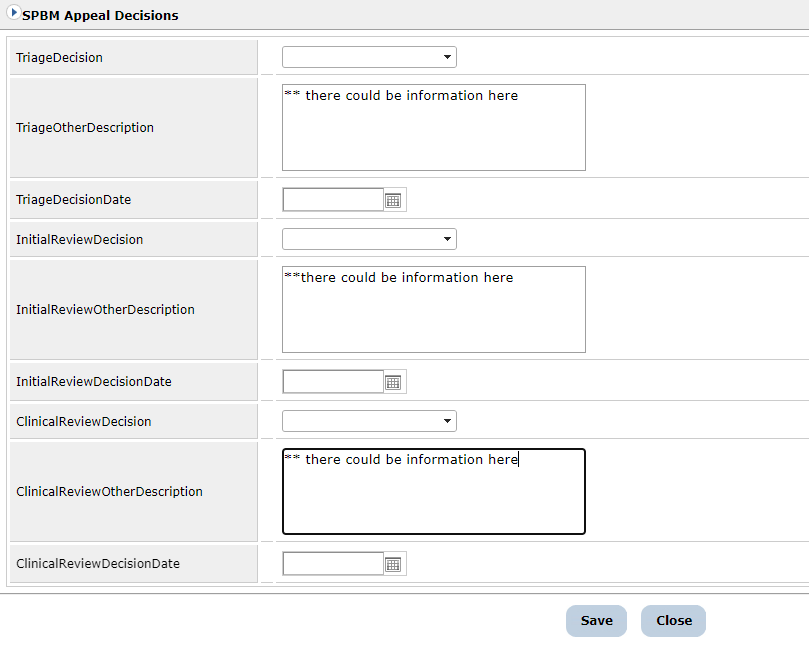 SPBM Appeal Decisions
TriageDecision
TriageOtherDescription
** there could be information here
TriageDecisionDate
InitialReviewDecision
InitialReviewOtherDescription
**there could be information here
InitialReviewDecisionDate
ClinicalReviewDecision
ClinicalReviewOtherDescription
** there could be information here
ClinicalReviewDecisionDate
Save
Close